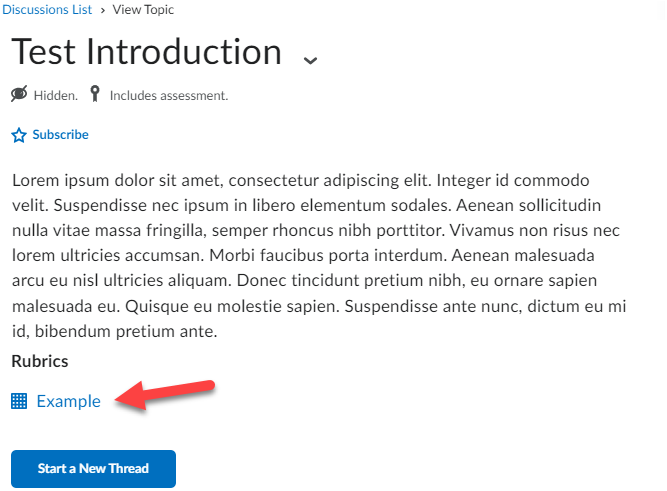 Discussions List › View Topic
Test Introduction
Hidden. Includes assessment.
Subscribe
Lorem ipsum dolor sit amet, consectetur adipiscing elit. Integer id commodo
velit. Suspendisse nec ipsum in libero elementum sodales. Aenean sollicitudin
nulla vitae massa fringilla, semper rhoncus nibh porttitor. Vivamus non risus nec
lorem ultricies accumsan. Morbi faucibus porta interdum. Aenean malesuada
arcu eu nisl ultricies aliquam. Donec tincidunt pretium nibh, eu ornare sapien
malesuada eu. Quisque eu molestie sapien. Suspendisse ante nunc, dictum eu mi
id, bibendum pretium ante.
Rubrics
Example
Start a New Thread